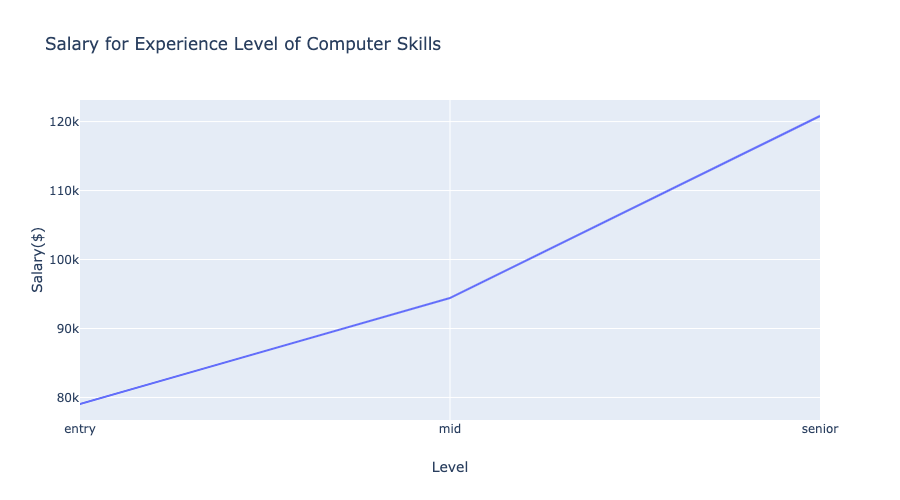 Salary for Experience Level of Computer Skills
120k
110k
100k
90k
80k
Salary($)
entry mid senior
Level